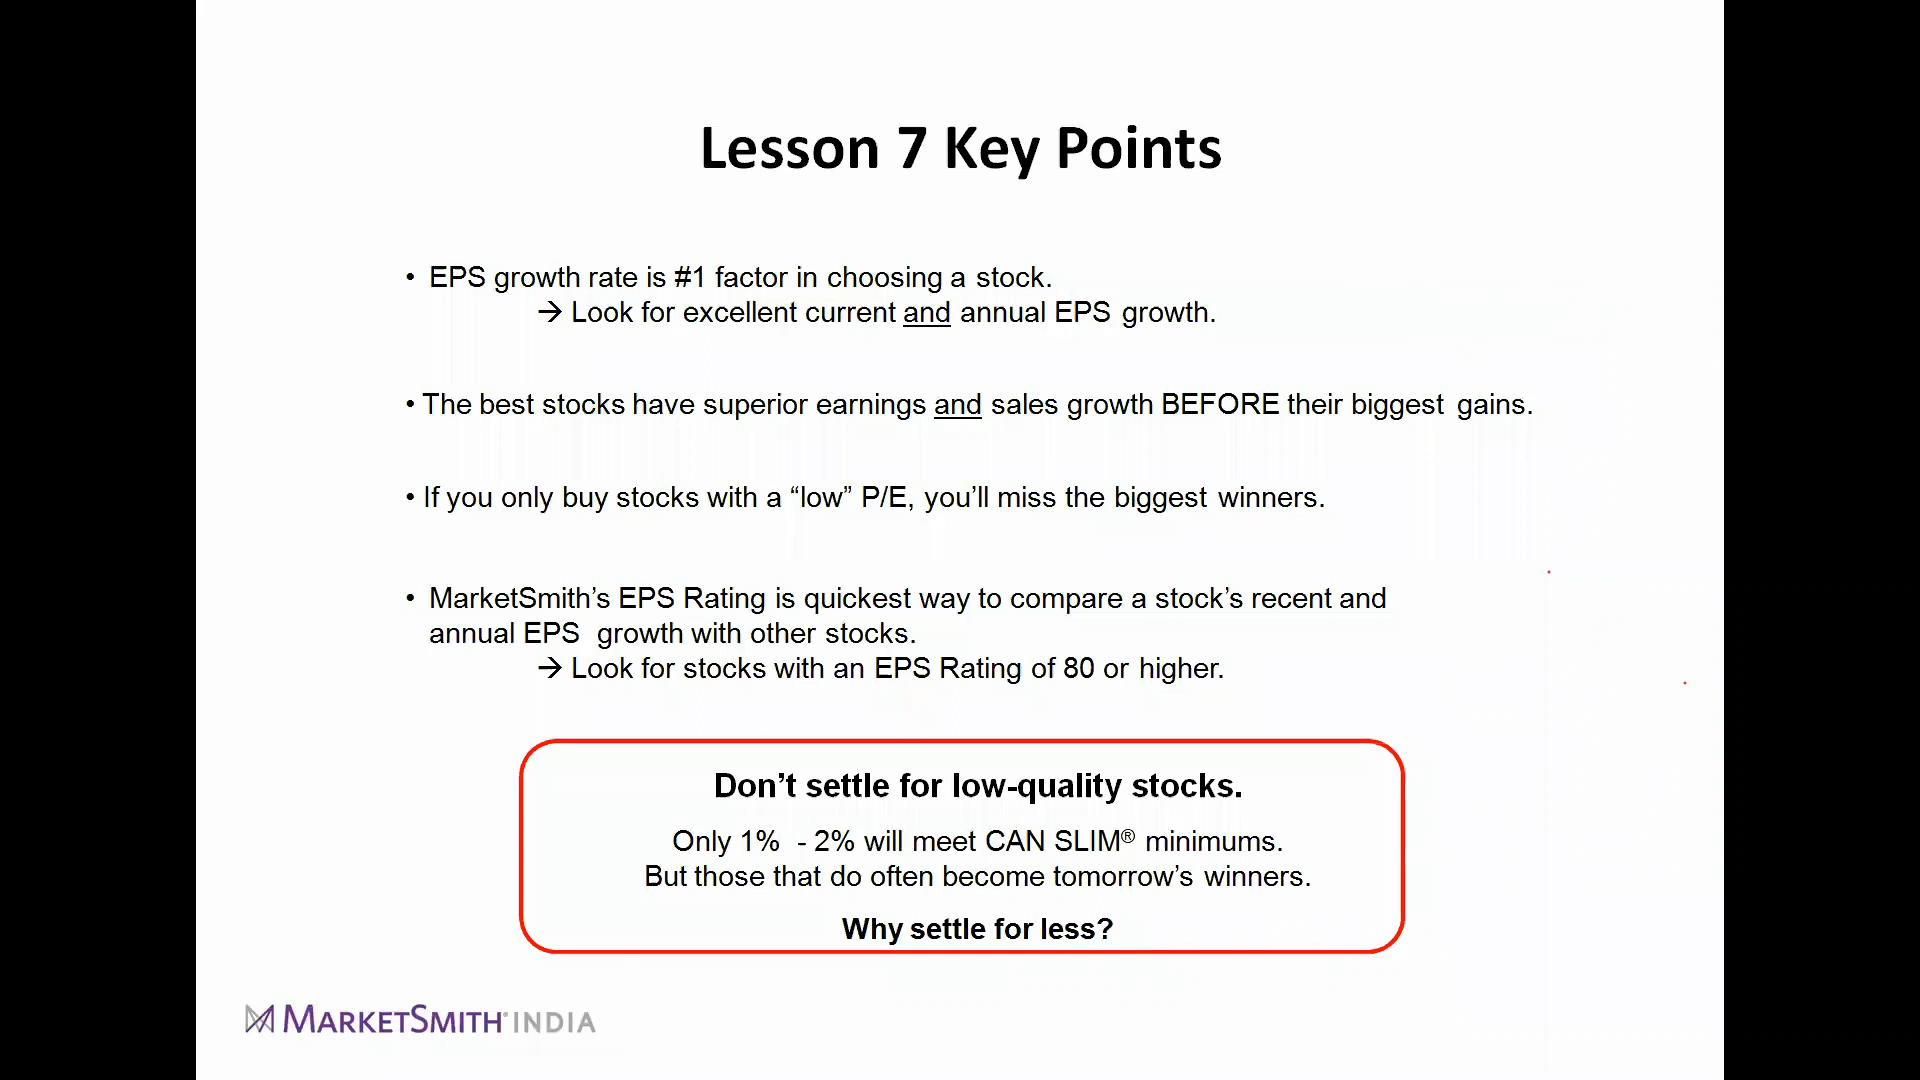 Lesson 7 Key Points
• EPS growth rate is #1 factor in choosing a stock.
→ Look for excellent current and annual EPS growth.
• The best stocks have superior earnings and sales growth BEFORE their biggest gains.
• If you only buy stocks with a “low” P/E, you’ll miss the biggest winners.
• MarketSmith’s EPS Rating is quickest way to compare a stock’s recent and
annual EPS  growth with other stocks.
→ Look for stocks with an EPS Rating of 80 or higher.
Don’t settle for low-quality stocks.
Only 1%  - 2% will meet CAN SLIM® minimums.
But those that do often become tomorrow’s winners.
Why settle for less?
MARKETSMITH® INDIA